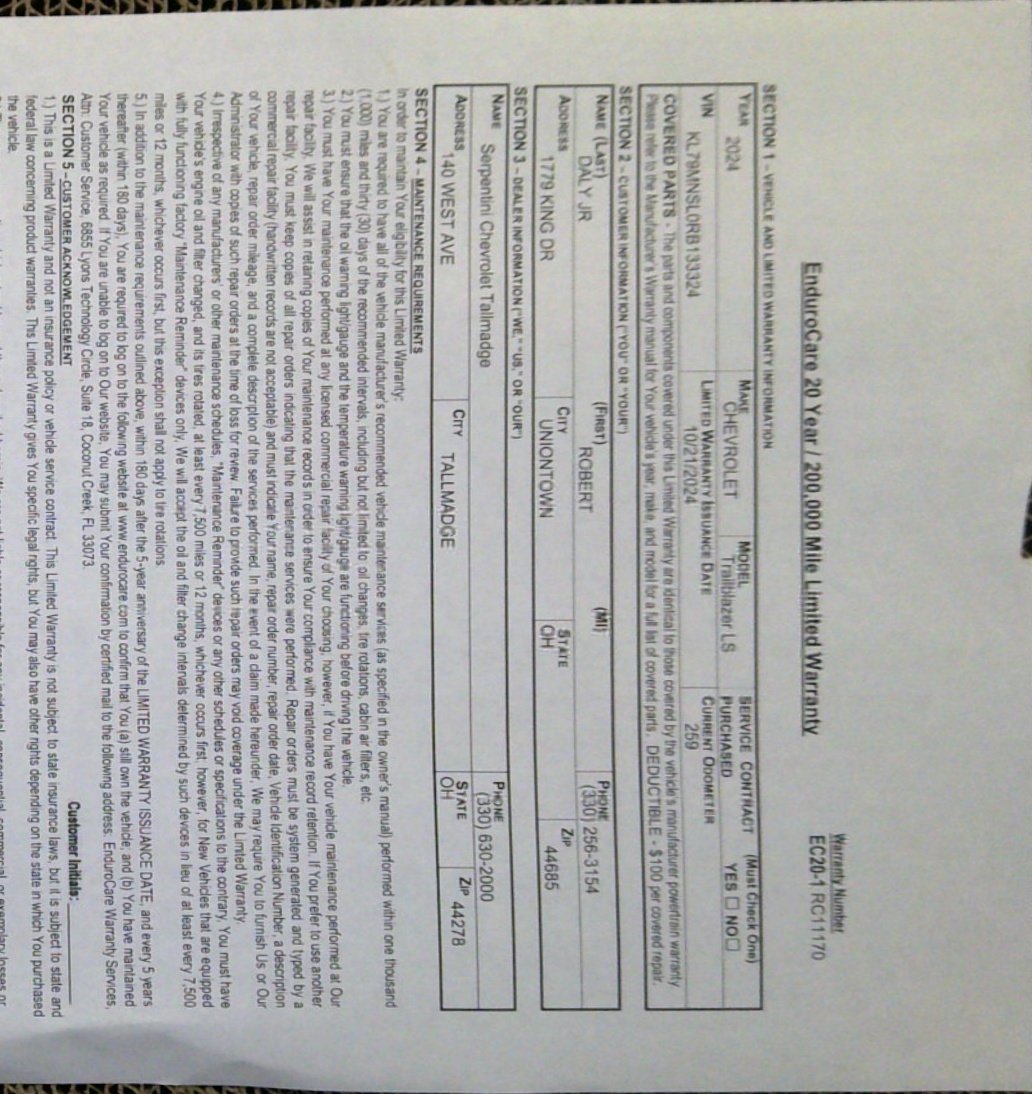 Warranty Number
EnduroCare 20 Year / 200,000 Mile Limited Warranty EC20-1 RC11170
SECTION 1 – VEHICLE AND LIMITED WARRANTY INFORMATION
YEAR 2024 MAKE CHEVROLET MODEL Trailblazer LS SERVICE CONTRACT (Must Check One) PURCHASED YES ☐ NO ☐
VIN KL79MNSL0RB133324 LIMITED WARRANTY ISSUANCE DATE 10/21/2024 CURRENT ODOMETER 259
COVERED PARTS - The parts and components covered under this Limited Warranty are identical to those covered by the vehicle's manufacturer powertrain warranty
Please refer to the Manufacturer's Warranty manual for Your vehicle's year, make, and model for a full list of covered parts. DEDUCTIBLE - $100 per covered repair.
SECTION 2 – CUSTOMER INFORMATION ("YOU" OR "YOUR")
NAME (LAST) DALY JR (FIRST) ROBERT (MI) PHONE (330) 256-3154
ADDRESS 1779 KING DR CITY UNIONTOWN STATE OH ZIP 44685
SECTION 3 – DEALER INFORMATION ("WE," "US," OR "OUR")
NAME Serpentini Chevrolet Tallmadge PHONE (330) 630-2000
ADDRESS 140 WEST AVE CITY TALLMADGE STATE OH ZIP 44278
SECTION 4 – MAINTENANCE REQUIREMENTS
In order to maintain Your eligibility for this Limited Warranty:
1.) You are required to have all of the vehicle manufacturer's recommended vehicle maintenance services (as specified in the owner's manual) performed within one thousand
(1,000) miles and thirty (30) days of the recommended intervals, including but not limited to: oil changes, tire rotations, cabin air filters, etc.
2.) You must ensure that the oil warning light/gauge and the temperature warning light/gauge are functioning before driving the vehicle.
3.) You must have Your maintenance performed at any licensed commercial repair facility of Your choosing, however, if You have Your vehicle maintenance performed at Our
repair facility, We will assist in retaining copies of Your maintenance records in order to ensure Your compliance with maintenance record retention. If You prefer to use another
repair facility, You must keep copies of all repair orders indicating that the maintenance services were performed. Repair orders must be system generated and typed by a
commercial repair facility (handwritten records are not acceptable) and must indicate Your name, repair order number, repair order date, Vehicle Identification Number, a description
of Your vehicle, repair order mileage, and a complete description of the services performed. In the event of a claim made hereunder, We may require You to furnish Us or Our
Administrator with copies of such repair orders at the time of loss for review. Failure to provide such repair orders may void coverage under the Limited Warranty.
4.) Irrespective of any manufacturers' or other maintenance schedules, "Maintenance Reminder" devices or any other schedules or specifications to the contrary, You must have
Your vehicle's engine oil and filter changed, and its tires rotated, at least every 7,500 miles or 12 months, whichever occurs first; however, for New Vehicles that are equipped
with fully functioning factory "Maintenance Reminder" devices only, We will accept the oil and filter change intervals determined by such devices in lieu of at least every 7,500
miles or 12 months, whichever occurs first, but this exception shall not apply to tire rotations.
5.) In addition to the maintenance requirements outlined above, within 180 days after the 5-year anniversary of the LIMITED WARRANTY ISSUANCE DATE, and every 5 years
thereafter (within 180 days), You are required to log on to the following website at www.endurocare.com to confirm that You (a) still own the vehicle; and (b) You have maintained
Your vehicle as required. If You are unable to log on to Our website, You may submit Your confirmation by certified mail to the following address: EnduroCare Warranty Services,
Attn: Customer Service, 6855 Lyons Technology Circle, Suite 18, Coconut Creek, FL 33073.
Customer Initials:
SECTION 5 – CUSTOMER ACKNOWLEDGEMENT
1.) This is a Limited Warranty and not an insurance policy or vehicle service contract. This Limited Warranty is not subject to state insurance laws, but it is subject to state and
federal law concerning product warranties. This Limited Warranty gives You specific legal rights, but You may also have other rights depending on the state in which You purchased
the vehicle.